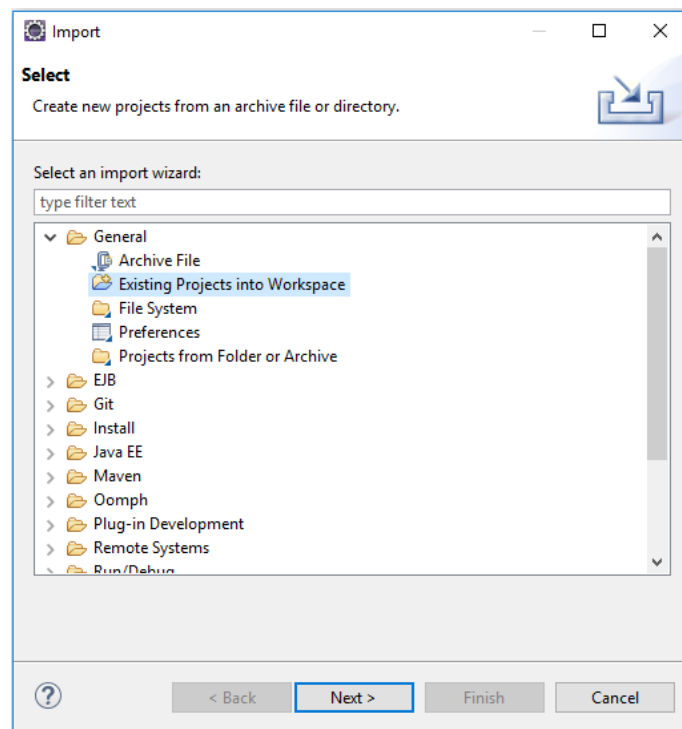 Import
Select
Create new projects from an archive file or directory.
Select an import wizard:
type filter text
General
Archive File
Existing Projects into Workspace
File System
Preferences
Projects from Folder or Archive
EJB
Git
Install
Java EE
Maven
Oomph
Plug-in Development
Remote Systems
Run/Debug
< Back Next > Finish Cancel